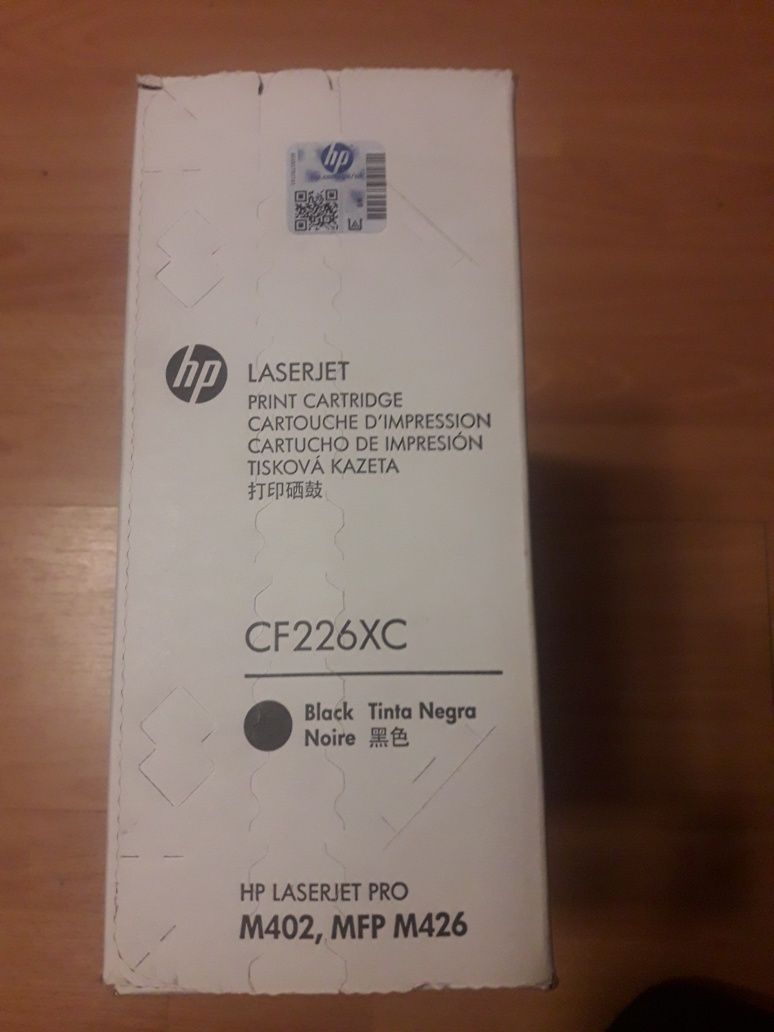 hp
hp
LASERJET
PRINT CARTRIDGE
CARTOUCHE D'IMPRESSION
CARTUCHO DE IMPRESIÓN
TISKOVÁ KAZETA
打印硒鼓
CF226XC
Black Tinta Negra
Noire 黑色
HP LASERJET PRO
M402, MFP M426